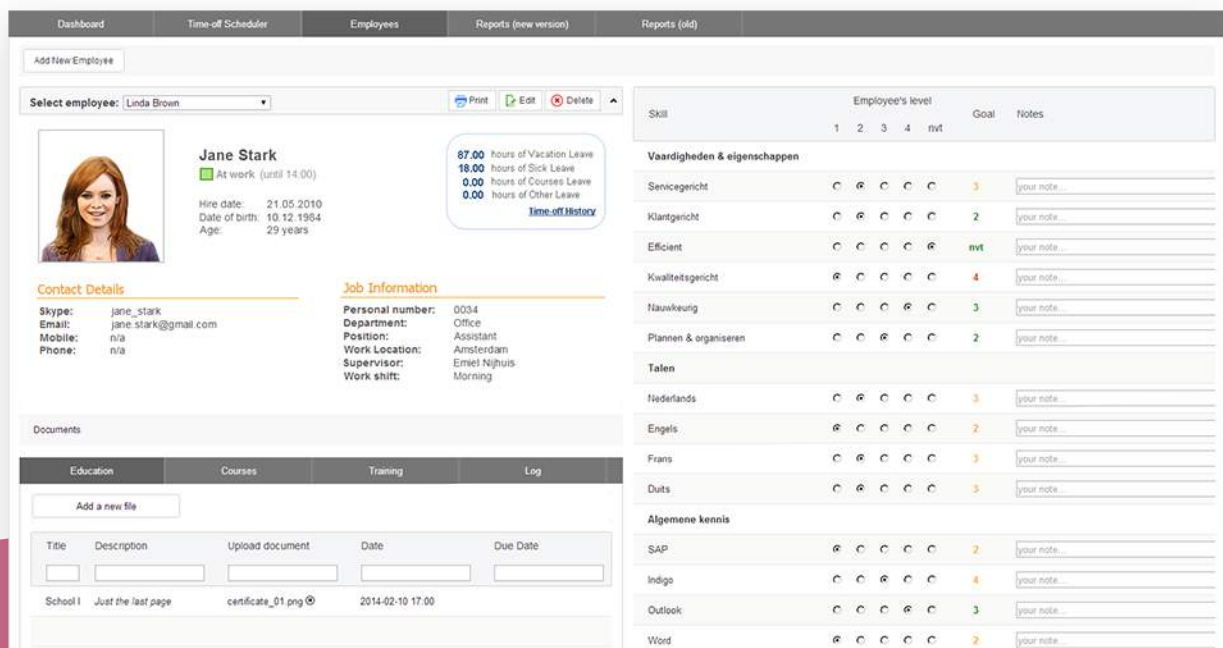 Dashboard Time-off Scheduler Employees Reports (new version) Reports (old)
Add New Employee
Select employee: Linda Brown Print Edit Delete
Jane Stark
At work (until 14:00)
Hire date: 21.05.2010
Date of birth: 10.12.1984
Age: 29 years
87.00 hours of Vacation Leave
18.00 hours of Sick Leave
0.00 hours of Courses Leave
0.00 hours of Other Leave
Time-off History
Contact Details
Skype: jane_stark
Email: jane.stark@gmail.com
Mobile: n/a
Phone: n/a
Job Information
Personal number: 0034
Department: Office
Position: Assistant
Work Location: Amsterdam
Supervisor: Emiel Nijhuis
Work shift: Morning
Documents
Education Courses Training Log
Add a new file
Title Description Upload document Date Due Date
School I Just the last page certificate_01.png 2014-02-10 17:00
Skill Employee's level Goal Notes
1 2 3 4 nvt
Vaardigheden & eigenschappen
Servicegericht 3 your note...
Klantgericht 2 your note...
Efficient nvt your note...
Kwaliteitsgericht 4 your note...
Nauwkeurig 3 your note...
Plannen & organiseren 2 your note...
Talen
Nederlands 3 your note...
Engels 2 your note...
Frans 3 your note...
Duits 3 your note...
Algemene kennis
SAP 2 your note...
Indigo 4 your note...
Outlook 3 your note...
Word 2 your note...